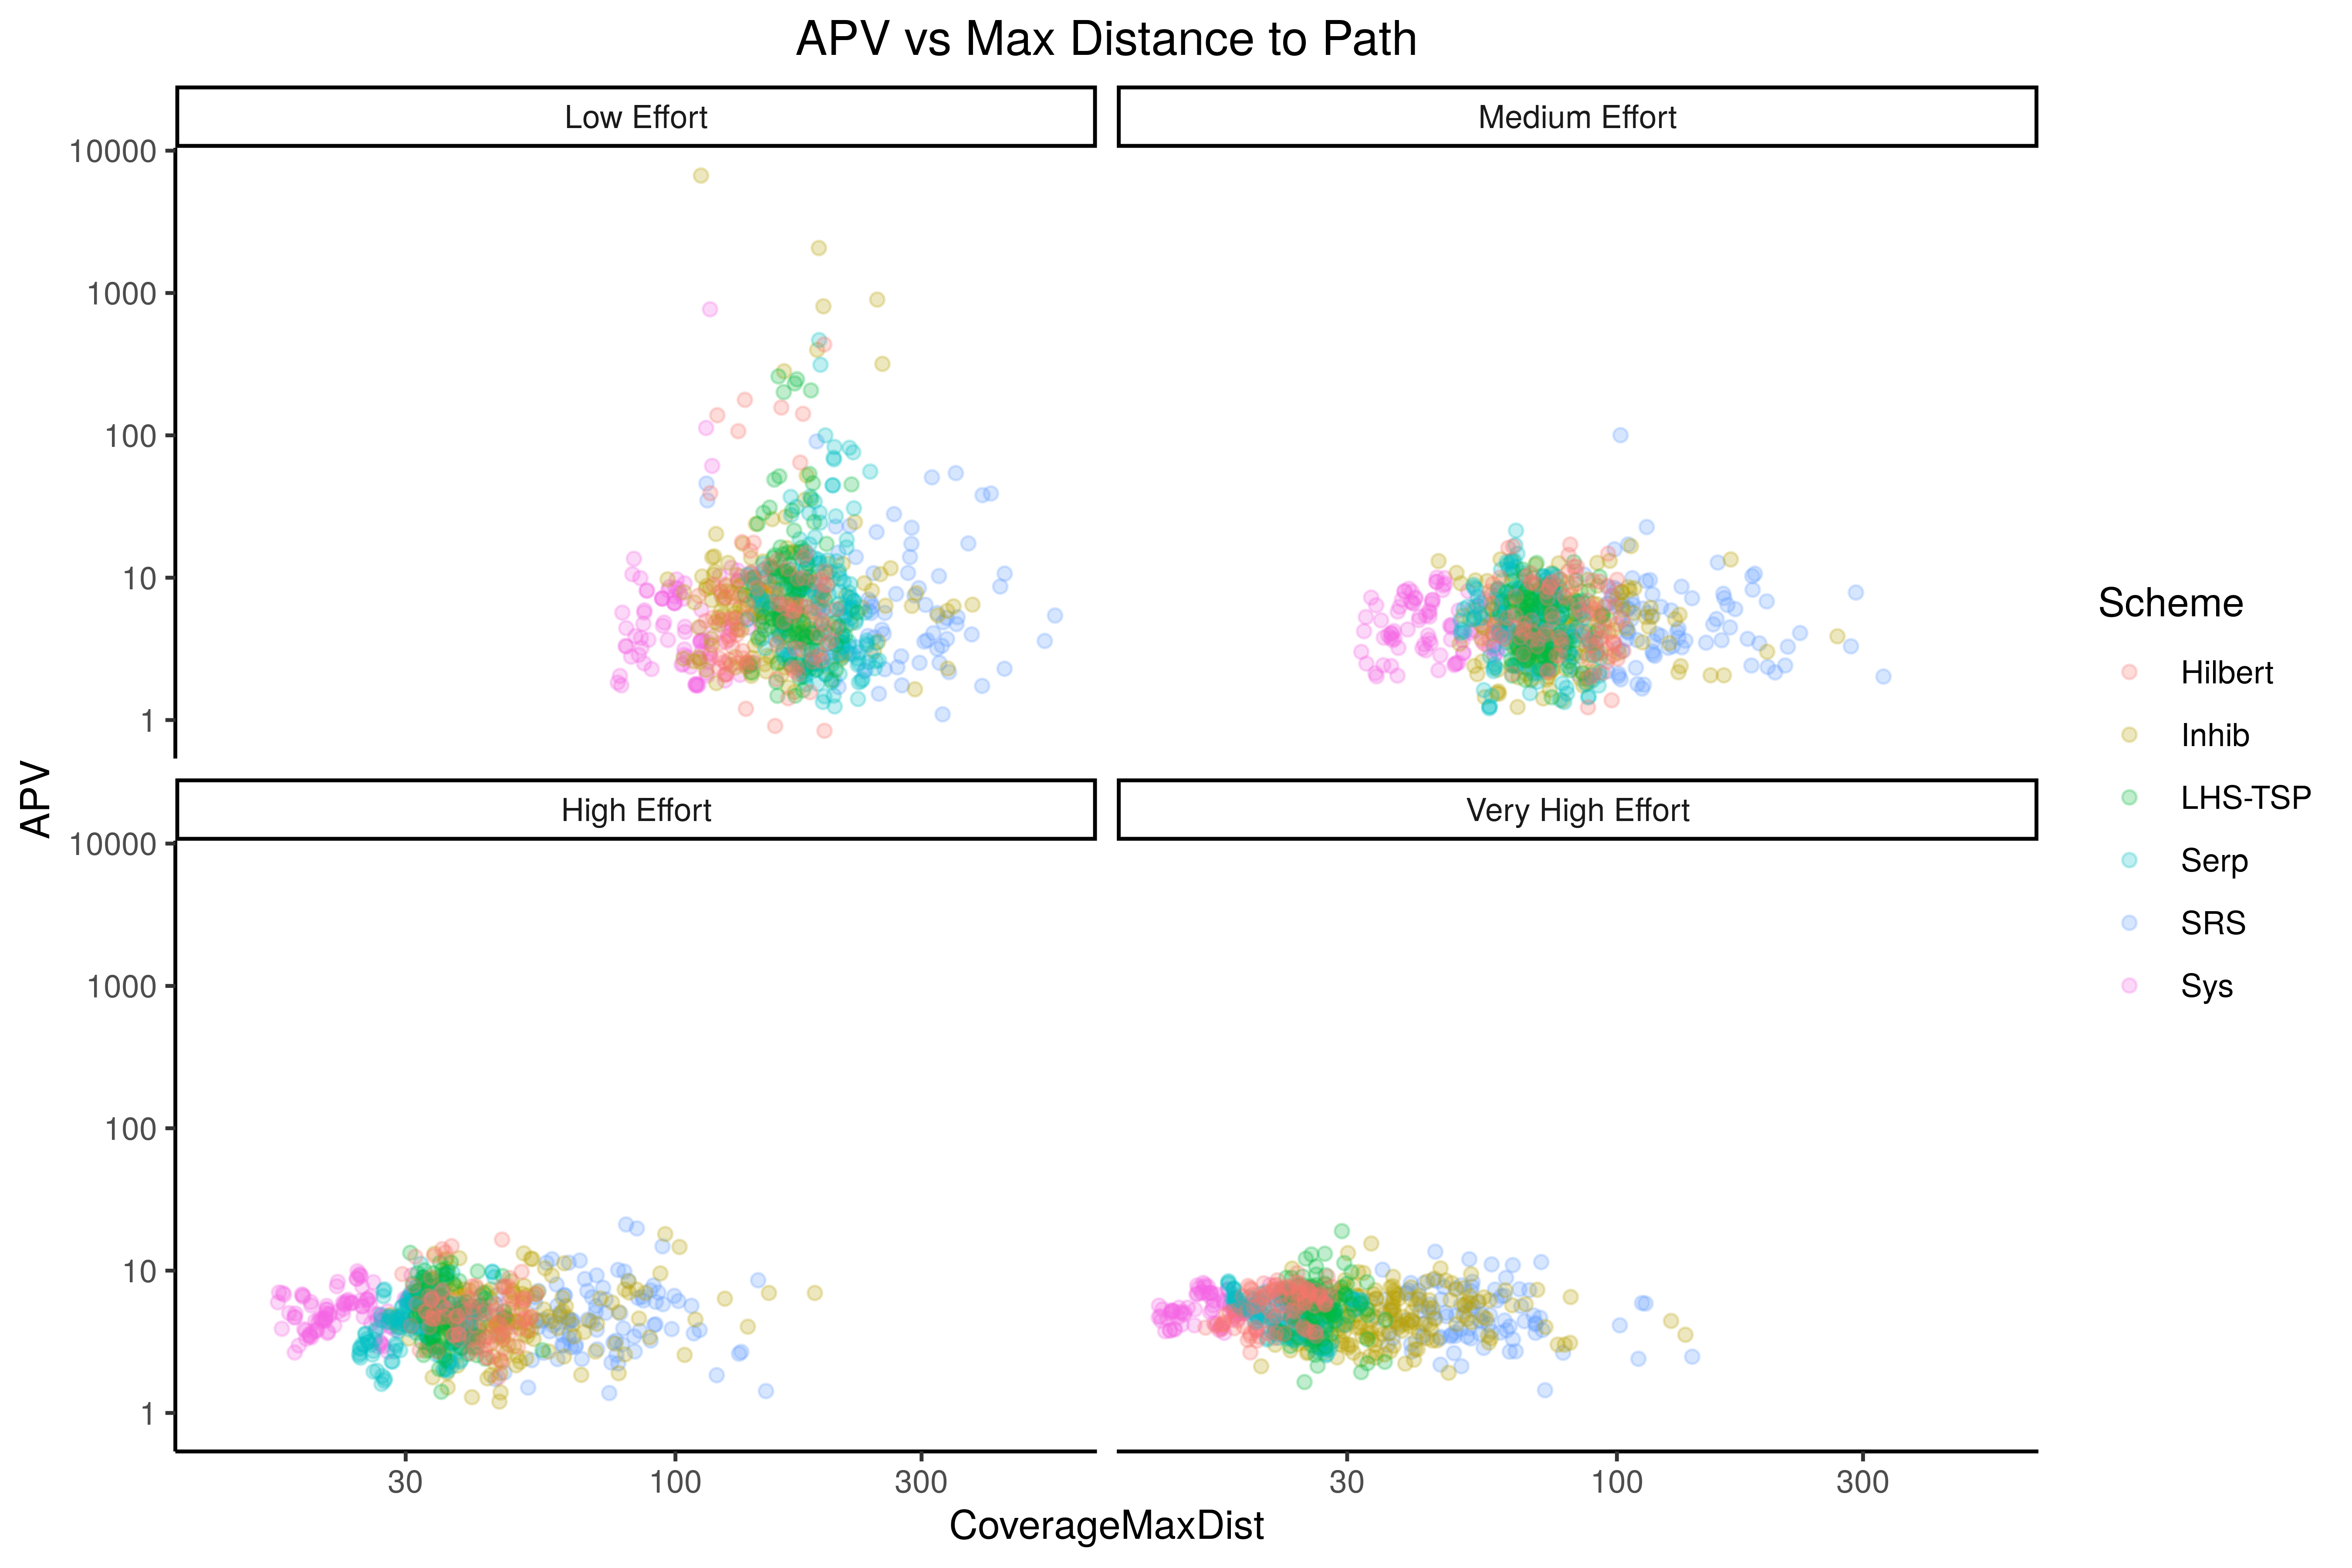 APV vs Max Distance to Path
Low Effort
Medium Effort
10000
1000
100
10
1
High Effort
Very High Effort
10000
1000
100
10
1
30
100
300
30
100
300
CoverageMaxDist
APV
Scheme
Hilbert
Inhib
LHS-TSP
Serp
SRS
Sys